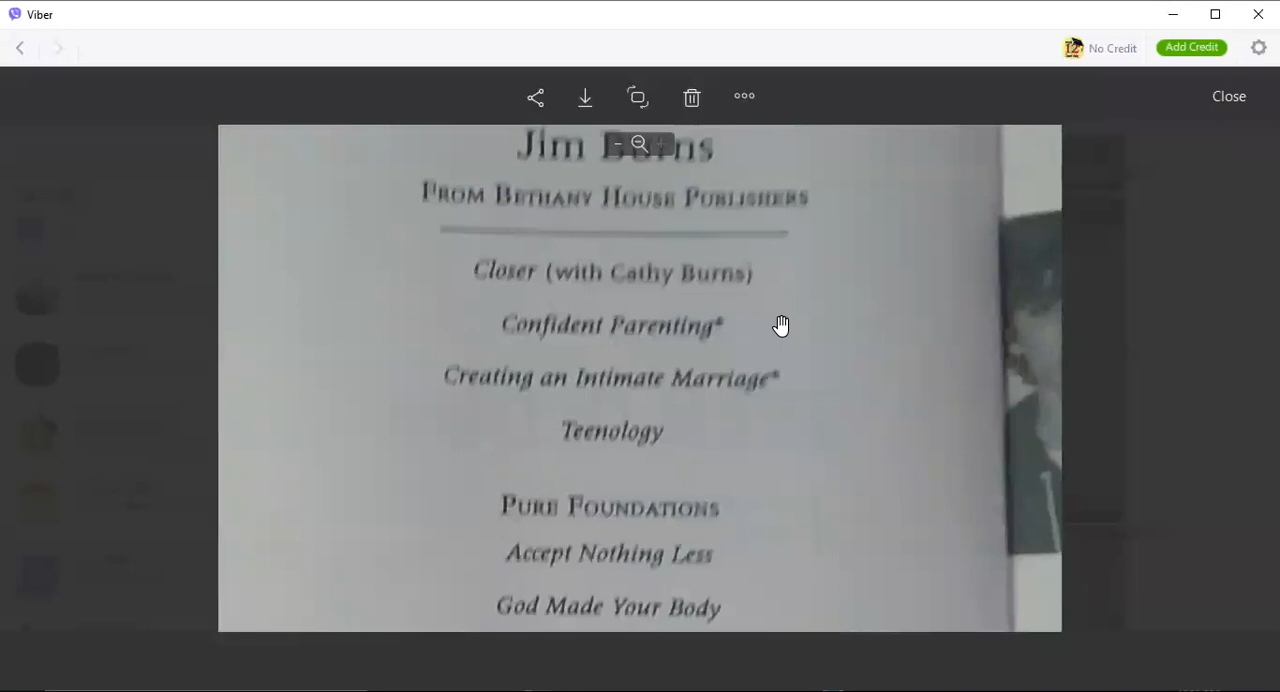 Viber
No Credit
Add Credit
Close
Jim Burns
FROM BETHANY HOUSE PUBLISHERS
Closer (with Cathy Burns)
Confident Parenting*
Creating an Intimate Marriage*
Teenology
PURE FOUNDATIONS
Accept Nothing Less
God Made Your Body